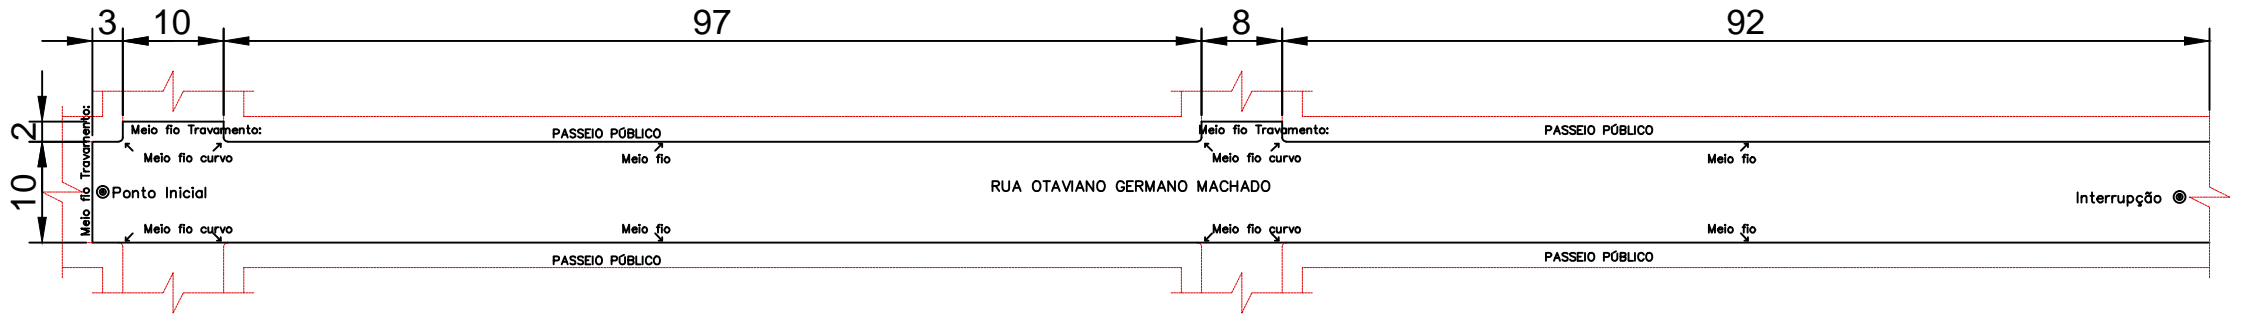 3 10 97 8 92
2
10
Meio fio Travamento:
Meio fio Travamento:
PASSEIO PÚBLICO
Meio fio Travamento:
PASSEIO PÚBLICO
Meio fio curvo
Meio fio
Meio fio curvo
Meio fio
Ponto Inicial
RUA OTAVIANO GERMANO MACHADO
Interrupção
Meio fio curvo
Meio fio
Meio fio curvo
Meio fio
PASSEIO PÚBLICO
PASSEIO PÚBLICO